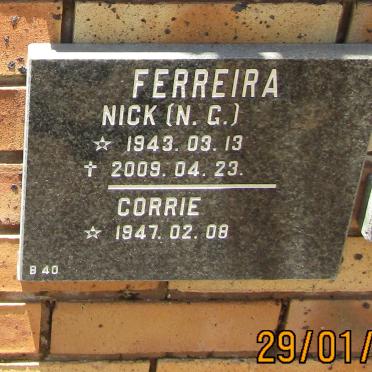 FERREIRA
NICK (N. G.)
☆ 1943. 03. 13
✝ 2009. 04. 23.
CORRIE
☆ 1947. 02. 08
B 40
29/01/